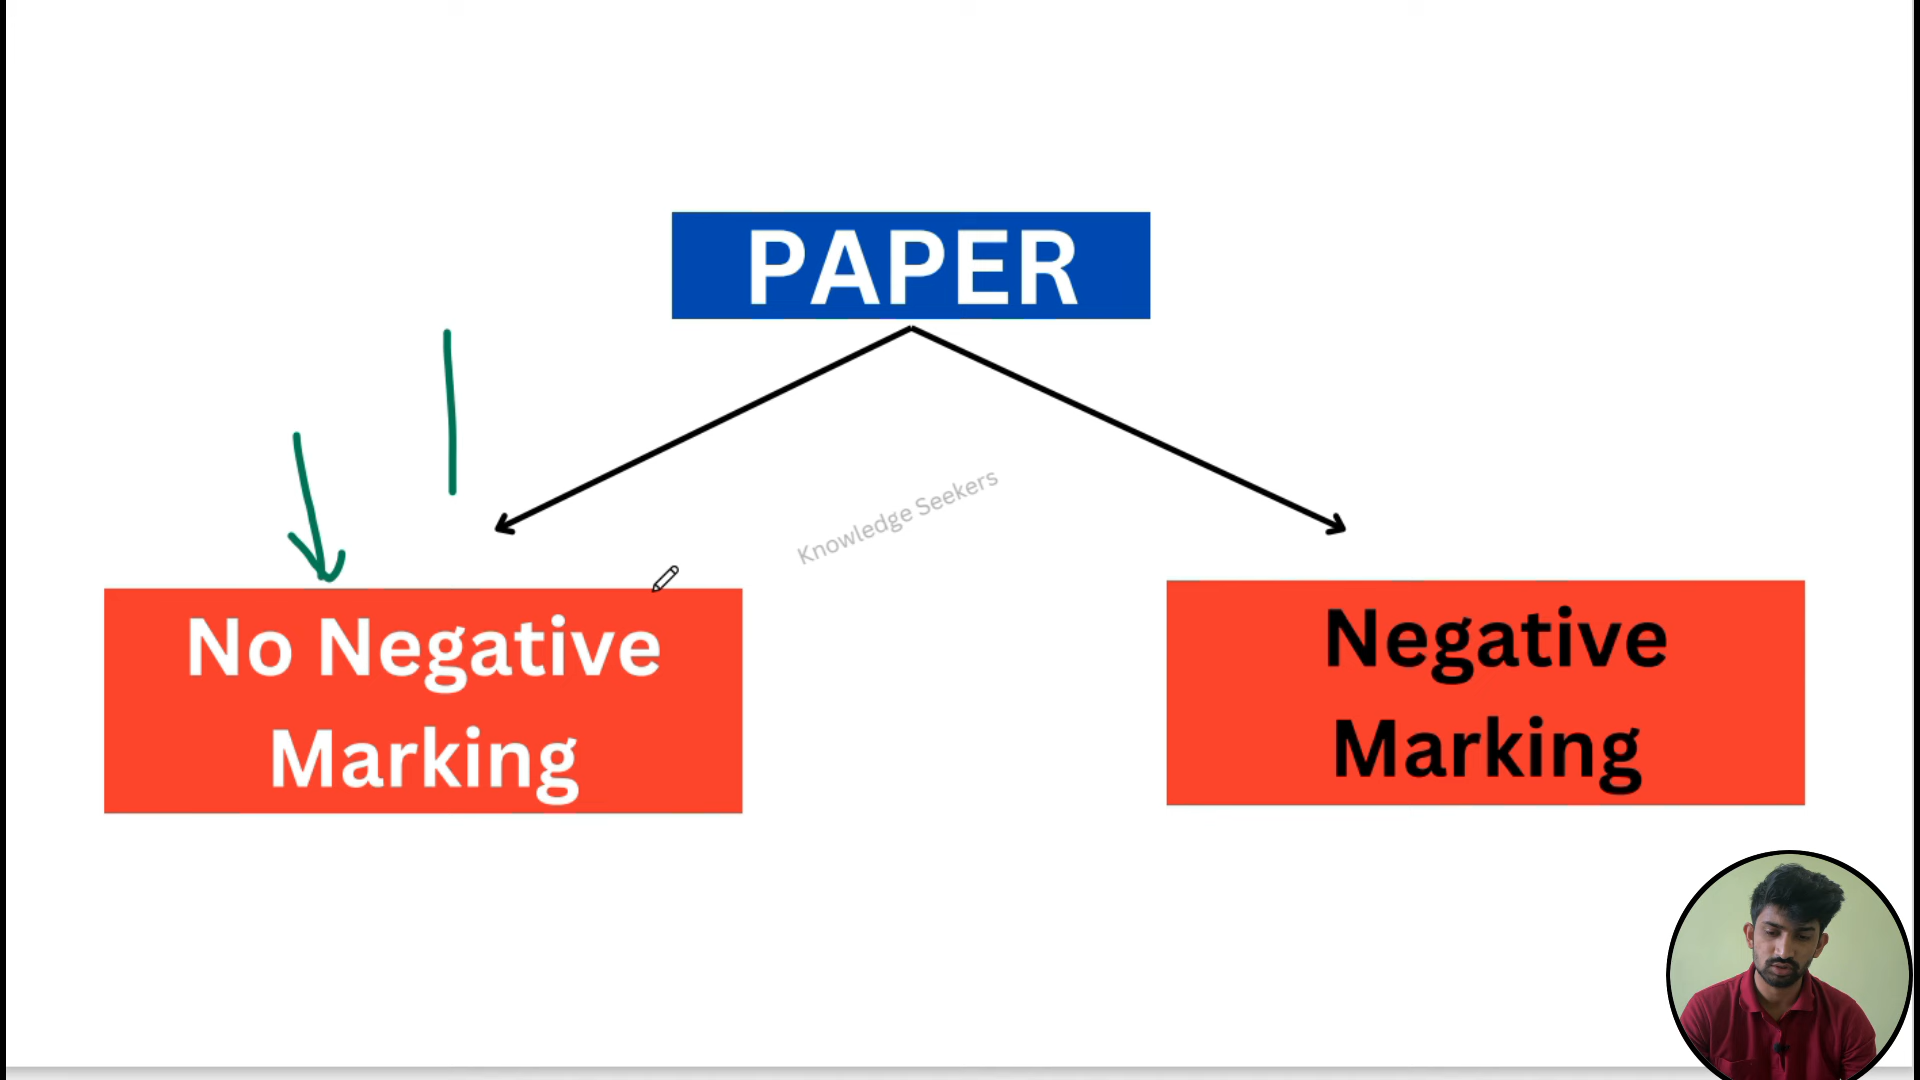 PAPER
Knowledge Seekers
No Negative
Marking
Negative
Marking